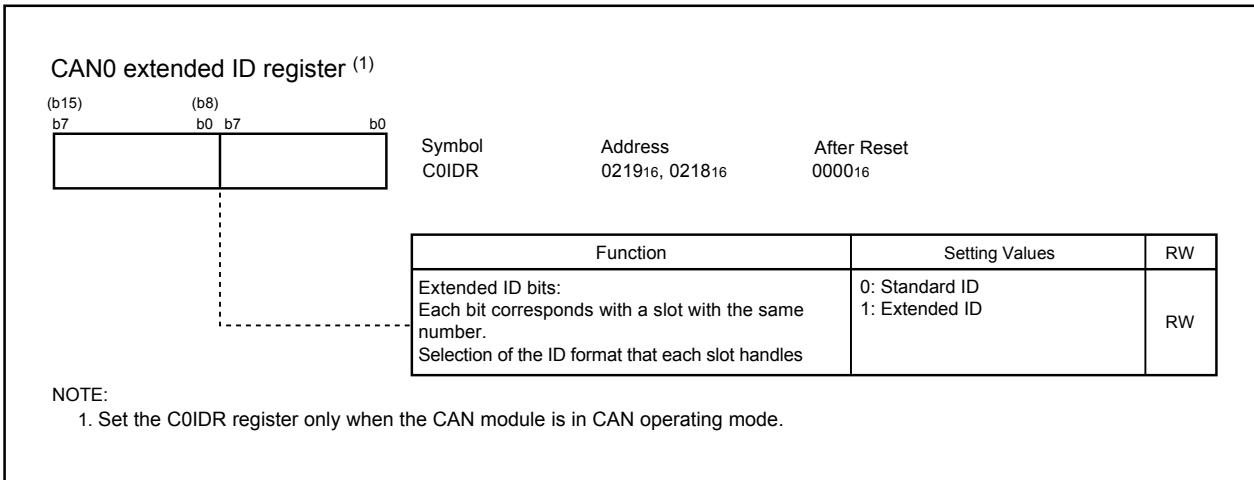 CAN0 extended ID register (1)
(b15) (b8)
b7 b0 b7 b0
Symbol Address After Reset
C0IDR 021916, 021816 000016
Function Setting Values RW
Extended ID bits: 0: Standard ID
Each bit corresponds with a slot with the same 1: Extended ID
number. RW
Selection of the ID format that each slot handles
NOTE:
1. Set the C0IDR register only when the CAN module is in CAN operating mode.